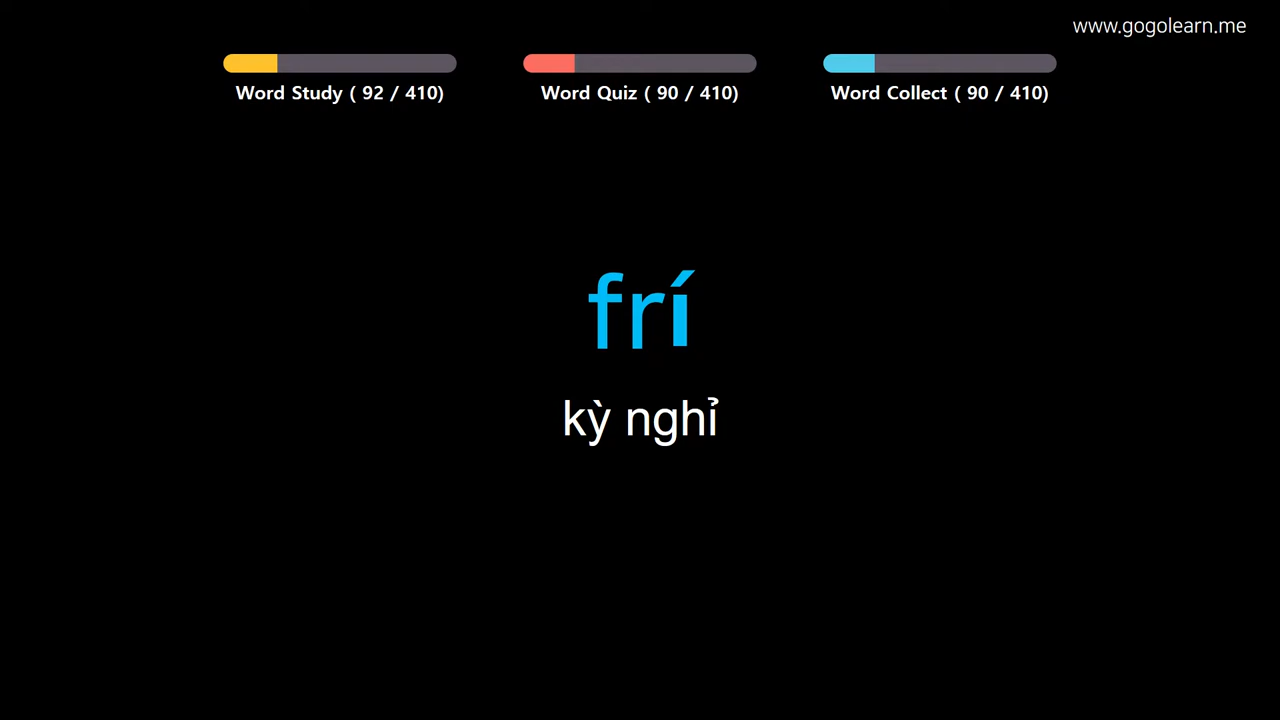 www.gogolearn.me
Word Study ( 92 / 410)
Word Quiz ( 90 / 410)
Word Collect ( 90 / 410)
frí
kỳ nghỉ